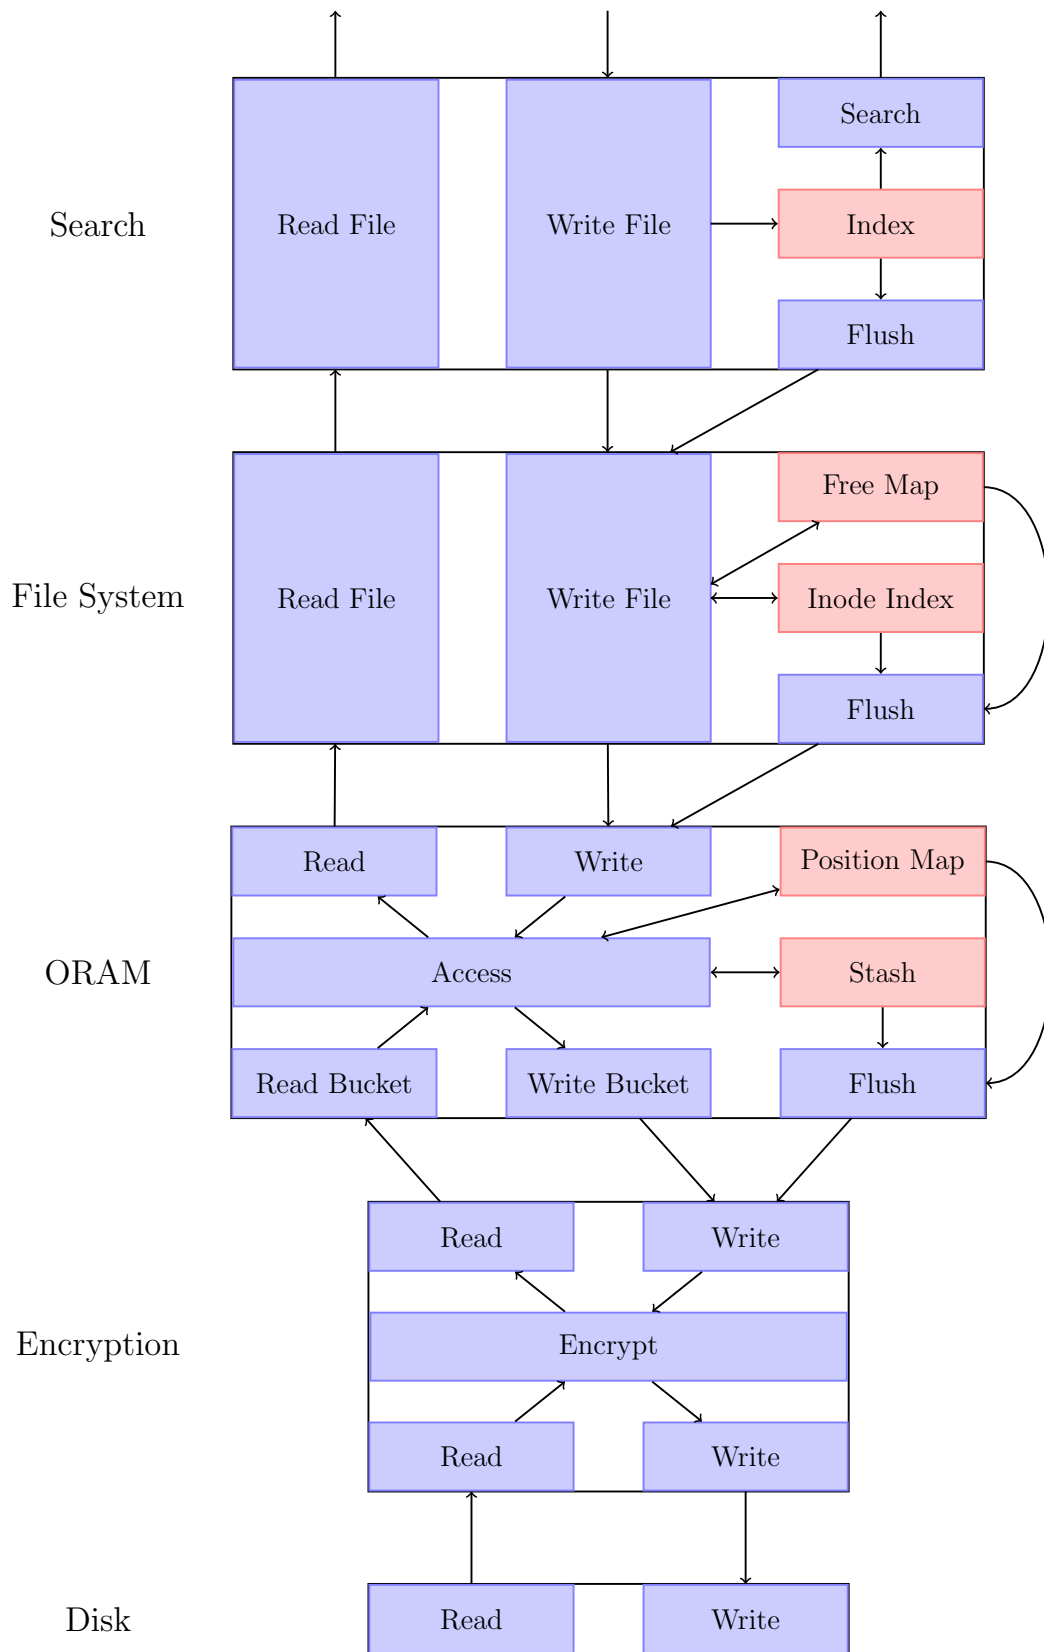 Search
Read File
Write File
Search
Index
Flush
File System
Read File
Write File
Free Map
Inode Index
Flush
ORAM
Read
Write
Position Map
Access
Stash
Read Bucket
Write Bucket
Flush
Encryption
Read
Write
Encrypt
Read
Write
Disk
Read
Write